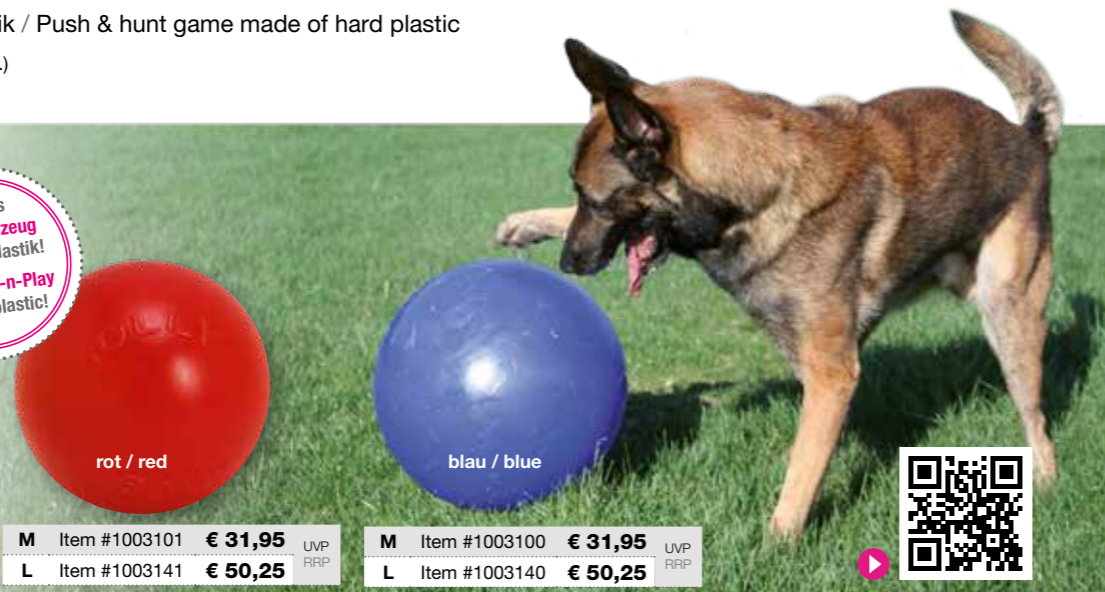 ik / Push & hunt game made of hard plastic
.)
s
zeug
lastik!
-n-Play
plastic!
JOLLY
rot / red
blau / blue
M Item #1003101 € 31,95 UVP
L Item #1003141 € 50,25 RRP
M Item #1003100 € 31,95 UVP
L Item #1003140 € 50,25 RRP